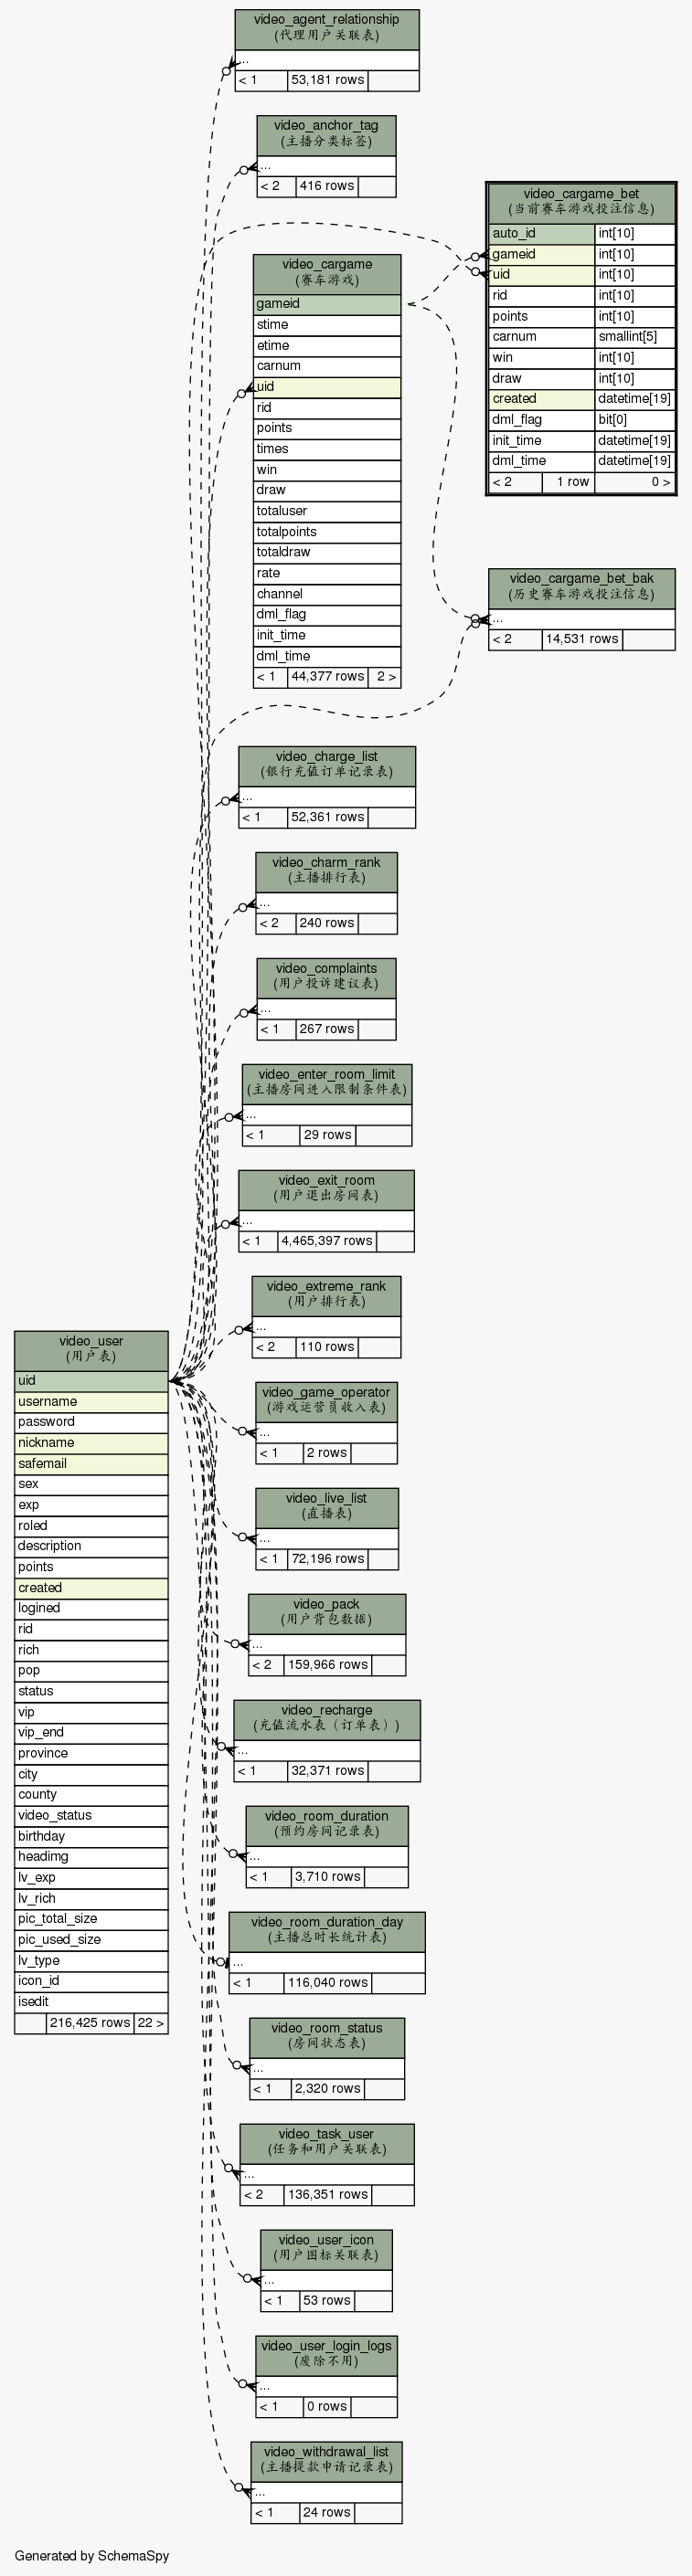 video_agent_relationship
(代理用户关联表)
...
< 1 53,181 rows
video_anchor_tag
(主播分类标签)
...
< 2 416 rows
video_cargame_bet
(当前赛车游戏投注信息)
auto_id int[10]
gameid int[10]
uid int[10]
rid int[10]
points int[10]
carnum smallint[5]
win int[10]
draw int[10]
created datetime[19]
dml_flag bit[0]
init_time datetime[19]
dml_time datetime[19]
< 2 1 row 0 >
video_cargame
(赛车游戏)
gameid
stime
etime
carnum
uid
rid
points
times
win
draw
totaluser
totalpoints
totaldraw
rate
channel
dml_flag
init_time
dml_time
< 1 44,377 rows 2 >
video_cargame_bet_bak
(历史赛车游戏投注信息)
...
< 2 14,531 rows
video_charge_list
(银行充值订单记录表)
...
< 1 52,361 rows
video_charm_rank
(主播排行表)
...
< 2 240 rows
video_complaints
(用户投诉建议表)
...
< 1 267 rows
video_enter_room_limit
(主播房间进入限制条件表)
...
< 1 29 rows
video_exit_room
(用户退出房间表)
...
< 1 4,465,397 rows
video_extreme_rank
(用户排行表)
...
< 2 110 rows
video_user
(用户表)
uid
username
password
nickname
safemail
sex
exp
roled
description
points
created
logined
rid
rich
pop
status
vip
vip_end
province
city
county
video_status
birthday
headimg
lv_exp
lv_rich
pic_total_size
pic_used_size
lv_type
icon_id
isedit
216,425 rows 22 >
video_game_operator
(游戏运营员收入表)
...
< 1 2 rows
video_live_list
(直播表)
...
< 1 72,196 rows
video_pack
(用户背包数据)
...
< 2 159,966 rows
video_recharge
(充值流水表（订单表）)
...
< 1 32,371 rows
video_room_duration
(预约房间记录表)
...
< 1 3,710 rows
video_room_duration_day
(主播总时长统计表)
...
< 1 116,040 rows
video_room_status
(房间状态表)
...
< 1 2,320 rows
video_task_user
(任务和用户关联表)
...
< 2 136,351 rows
video_user_icon
(用户图标关联表)
...
< 1 53 rows
video_user_login_logs
(废除不用)
...
< 1 0 rows
video_withdrawal_list
(主播提款申请记录表)
...
< 1 24 rows
Generated by SchemaSpy